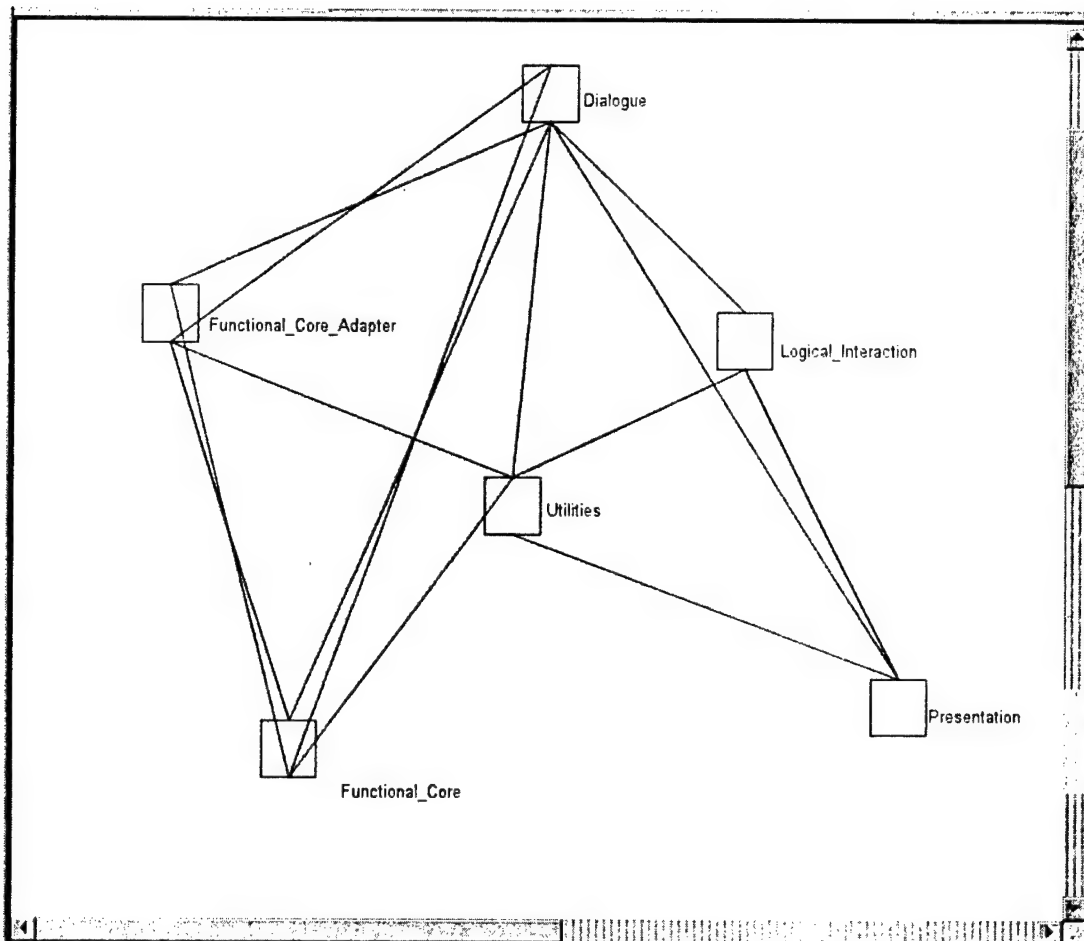 Dialogue
Functional_Core_Adapter
Logical_Interaction
Utilities
Presentation
Functional_Core